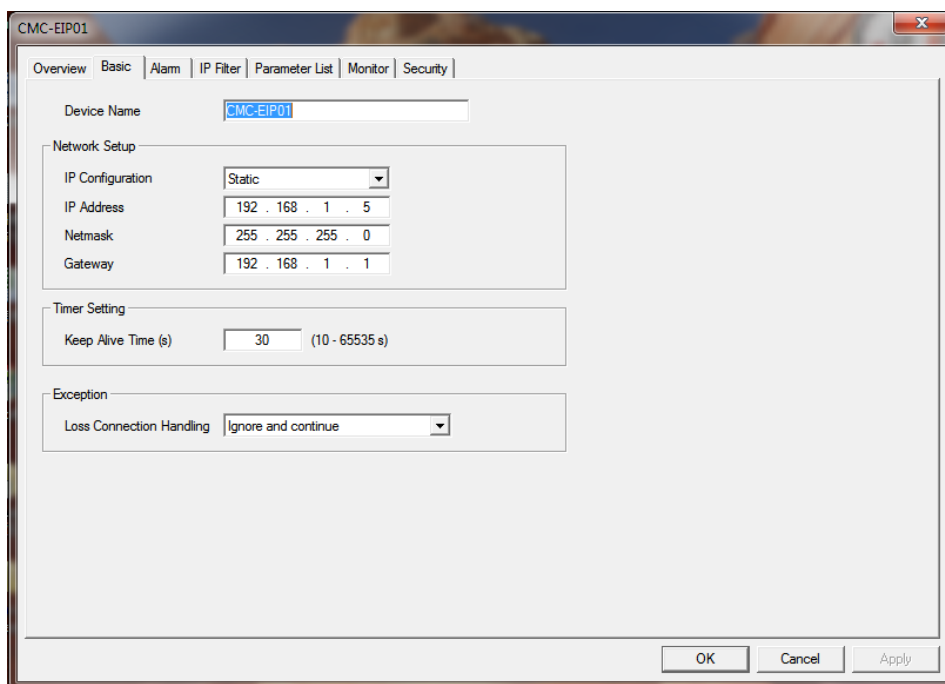 CMC-EIP01
Overview Basic Alarm IP Filter Parameter List Monitor Security
Device Name CMC-EIP01
Network Setup
IP Configuration Static
IP Address 192 . 168 . 1 . 5
Netmask 255 . 255 . 255 . 0
Gateway 192 . 168 . 1 . 1
Timer Setting
Keep Alive Time (s) 30 (10 - 65535 s)
Exception
Loss Connection Handling Ignore and continue
OK Cancel Apply